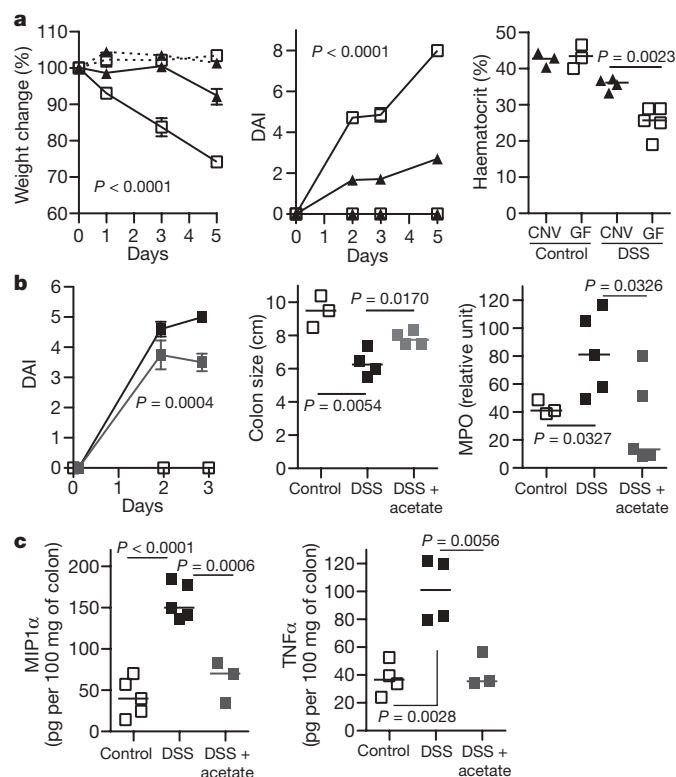 a
Weight change (%)
110
100
90
80
70
60
P < 0.0001
0 1 2 3 4 5
Days
DAI
8
6
4
2
0
P < 0.0001
0 1 2 3 4 5
Days
Haematocrit (%)
50
40
30
20
10
0
P = 0.0023
CNV GF CNV GF
Control DSS
b
DAI
6
5
4
3
2
1
0
P = 0.0004
0 1 2 3
Days
Colon size (cm)
10
8
6
4
2
0
P = 0.0170
P = 0.0054
Control DSS DSS +
acetate
MPO (relative unit)
120
100
80
60
40
20
0
P = 0.0326
P = 0.0327
Control DSS DSS +
acetate
c
MIP1α
(pg per 100 mg of colon)
200
150
100
50
0
P < 0.0001
P = 0.0006
Control DSS DSS +
acetate
TNFα
(pg per 100 mg of colon)
120
100
80
60
40
20
0
P = 0.0056
P = 0.0028
Control DSS DSS +
acetate